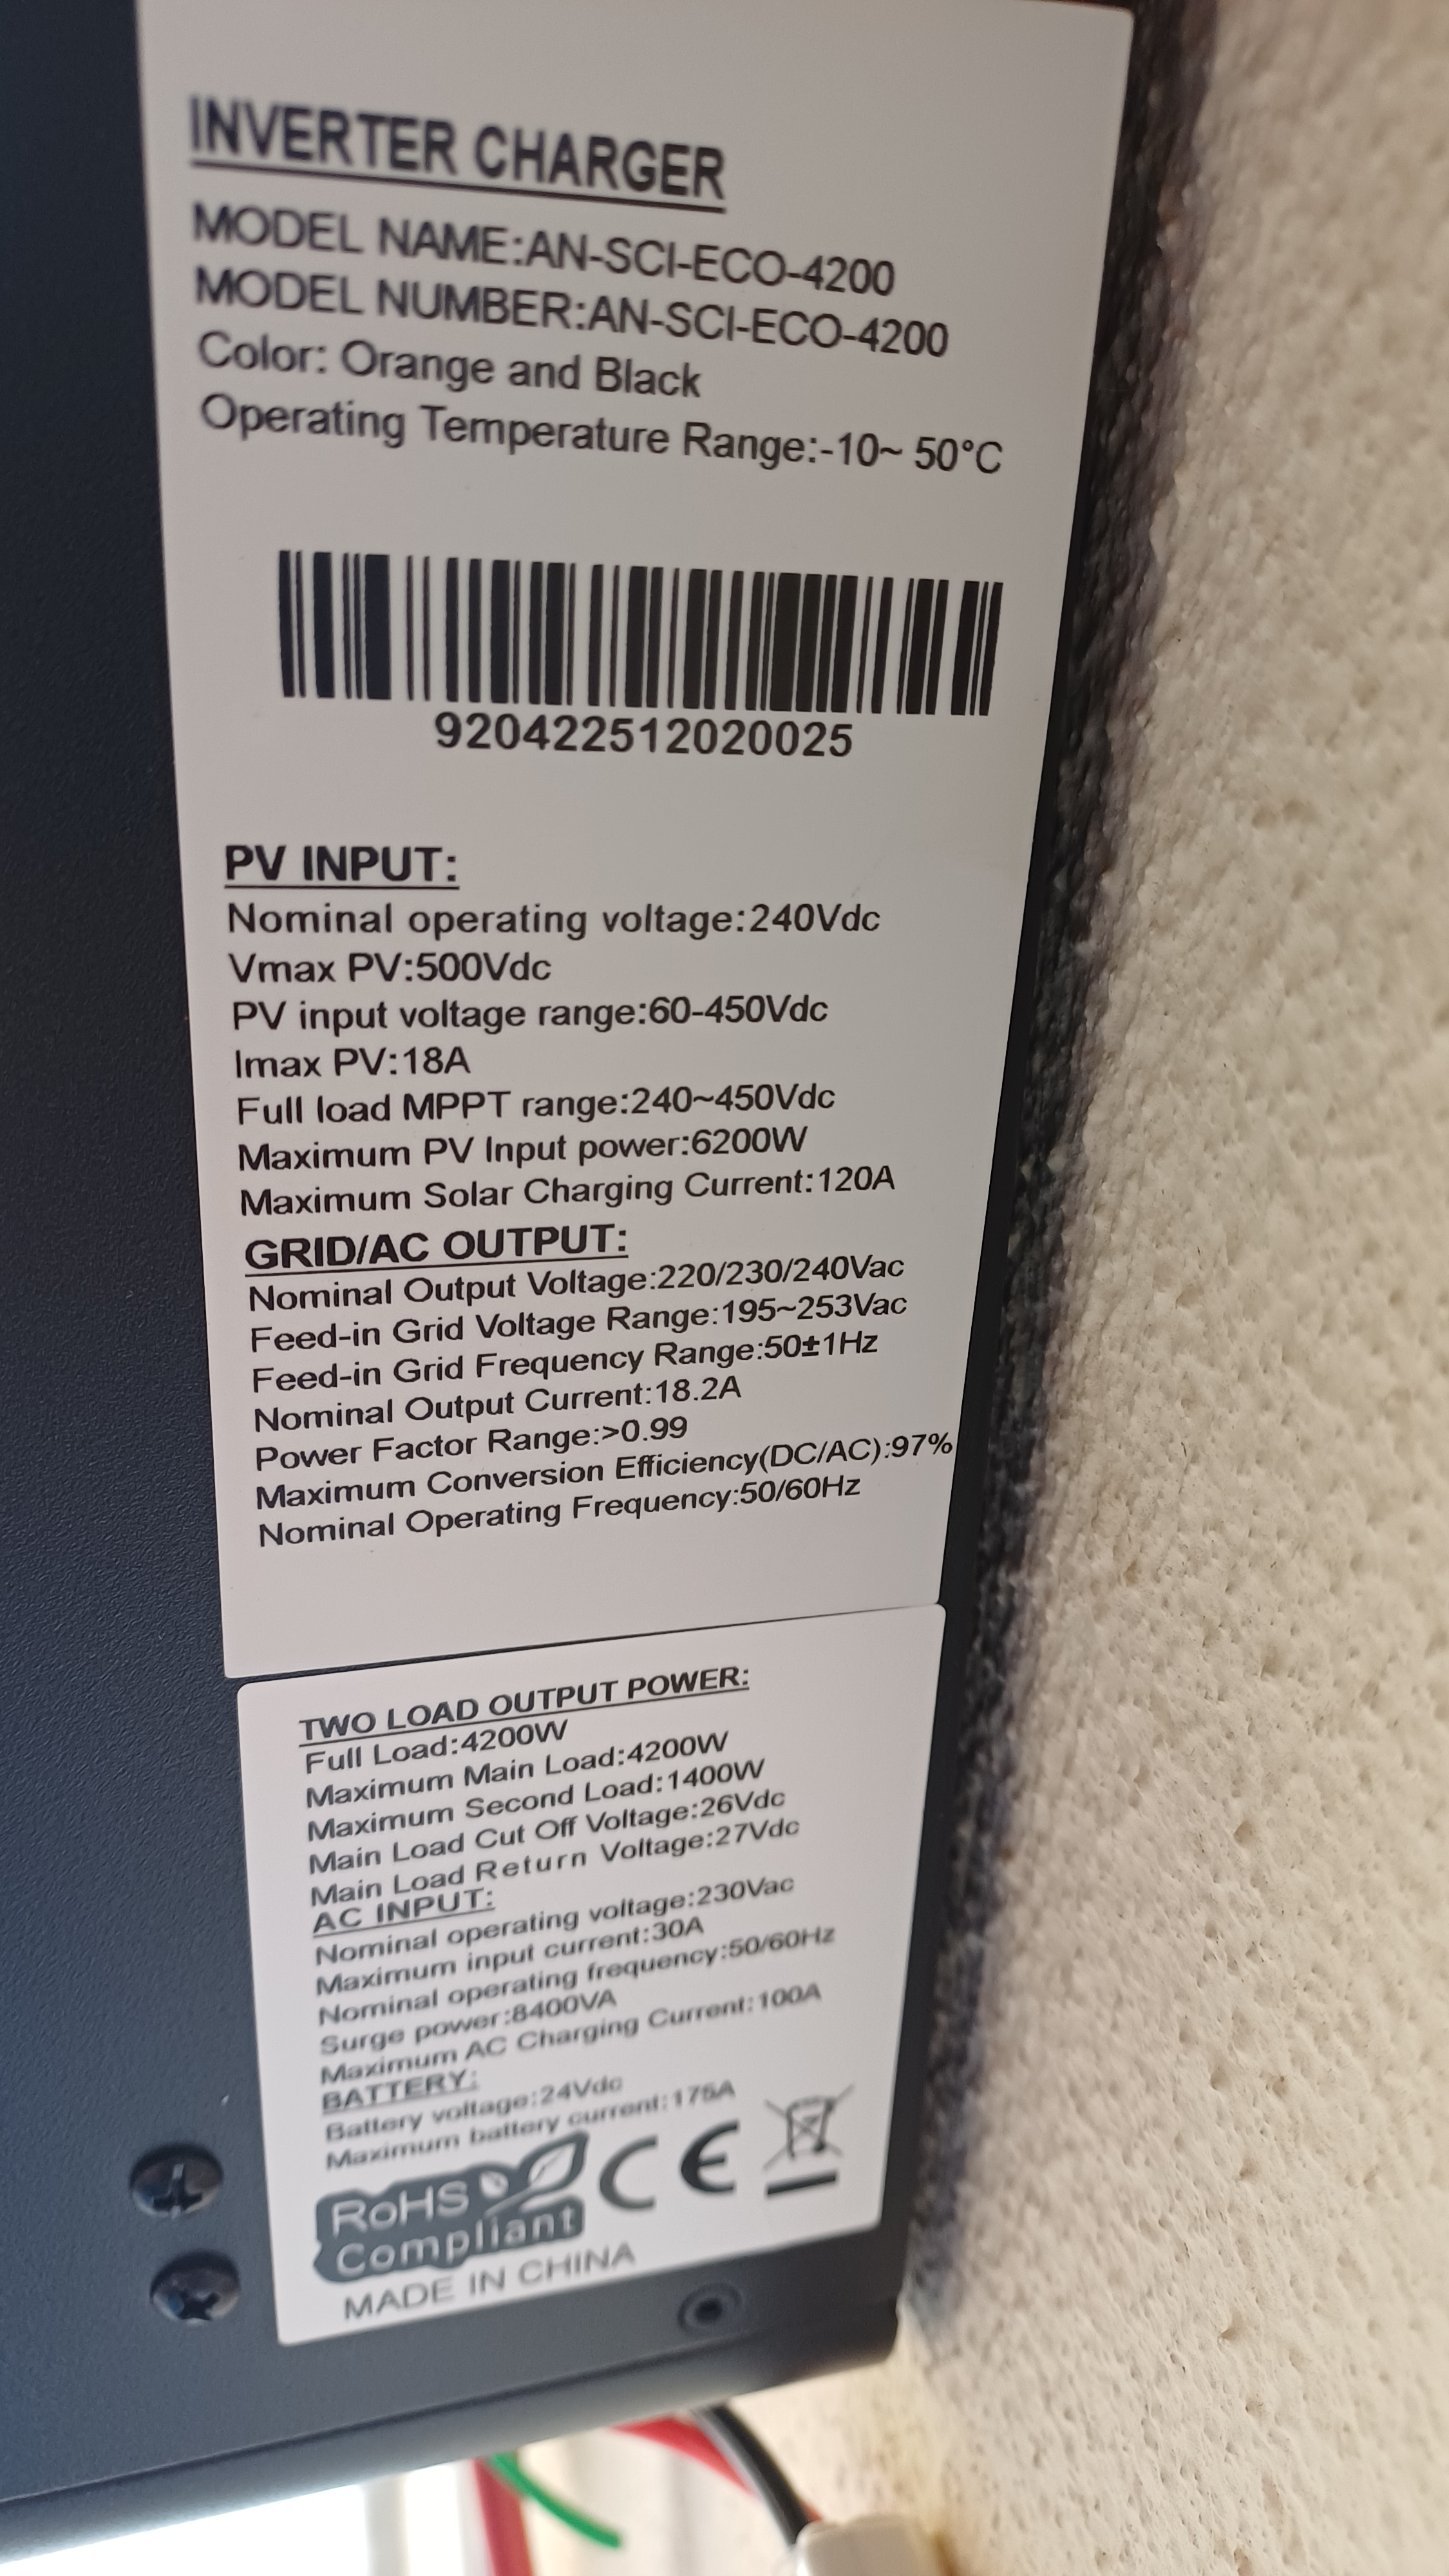 INVERTER CHARGER
MODEL NAME:AN-SCI-ECO-4200
MODEL NUMBER:AN-SCI-ECO-4200
Color: Orange and Black
Operating Temperature Range:-10~ 50°C
920422512020025
PV INPUT:
Nominal operating voltage:240Vdc
Vmax PV:500Vdc
PV input voltage range:60-450Vdc
Imax PV:18A
Full load MPPT range:240~450Vdc
Maximum PV Input power:6200W
Maximum Solar Charging Current:120A
GRID/AC OUTPUT:
Nominal Output Voltage:220/230/240Vac
Feed-in Grid Voltage Range:195~253Vac
Feed-in Grid Frequency Range:50±1Hz
Nominal Output Current:18.2A
Power Factor Range:>0.99
Maximum Conversion Efficiency(DC/AC):97%
Nominal Operating Frequency:50/60Hz
TWO LOAD OUTPUT POWER:
Full Load:4200W
Maximum Main Load:4200W
Maximum Second Load:1400W
Main Load Cut Off Voltage:26Vdc
Main Load Return Voltage:27Vdc
AC INPUT:
Nominal operating voltage:230Vac
Maximum input current:30A
Nominal operating frequency:50/60Hz
Surge power:8400VA
Maximum AC Charging Current:100A
BATTERY:
Battery voltage:24Vdc
Maximum battery current:175A
RoHS
Compliant
CE
MADE IN CHINA